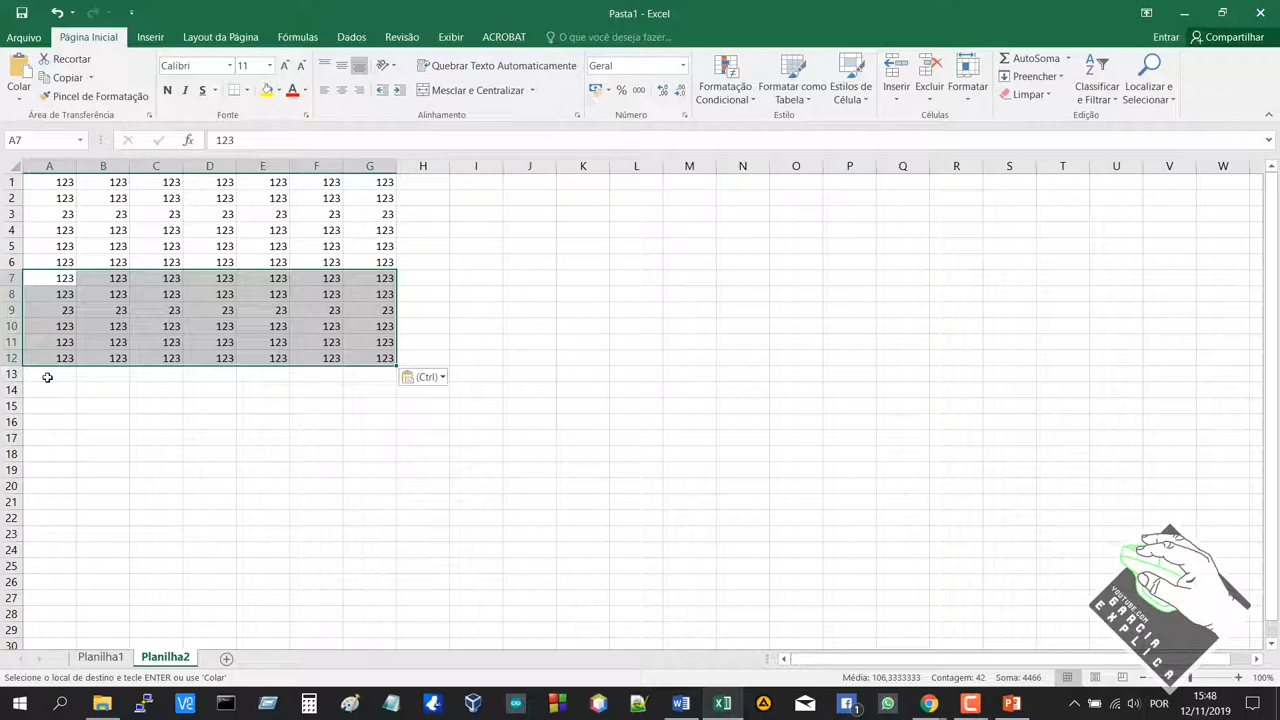 Pasta1 - Excel
Arquivo Página Inicial Inserir Layout da Página Fórmulas Dados Revisão Exibir ACROBAT O que você deseja fazer... Entrar Compartilhar
Colar
Recortar
Copiar
Pincel de Formatação
Área de Transferência
Calibri 11
N I S
Fonte
Quebrar Texto Automaticamente
Mesclar e Centralizar
Alinhamento
Geral
% 000
Número
Formatação Condicional
Formatar como Tabela
Estilos de Célula
Estilo
Inserir Excluir Formatar
Células
AutoSoma
Preencher
Limpar
Classificar e Filtrar
Localizar e Selecionar
Edição
A7 fx 123
A B C D E F G H I J K L M N O P Q R S T U V W
1 123 123 123 123 123 123 123
2 123 123 123 123 123 123 123
3 23 23 23 23 23 23 23
4 123 123 123 123 123 123 123
5 123 123 123 123 123 123 123
6 123 123 123 123 123 123 123
7 123 123 123 123 123 123 123
8 123 123 123 123 123 123 123
9 23 23 23 23 23 23 23
10 123 123 123 123 123 123 123
11 123 123 123 123 123 123 123
12 123 123 123 123 123 123 123
13
(Ctrl)
14
15
16
17
18
19
20
21
22
23
24
25
26
27
28
29
30
YOUTUBE.COM
GARCIA
EXPLICA
Planilha1 Planilha2
Selecione o local de destino e tecle ENTER ou use 'Colar' Média: 106,3333333 Contagem: 42 Soma: 4466 100%
POR
15:48
12/11/2019